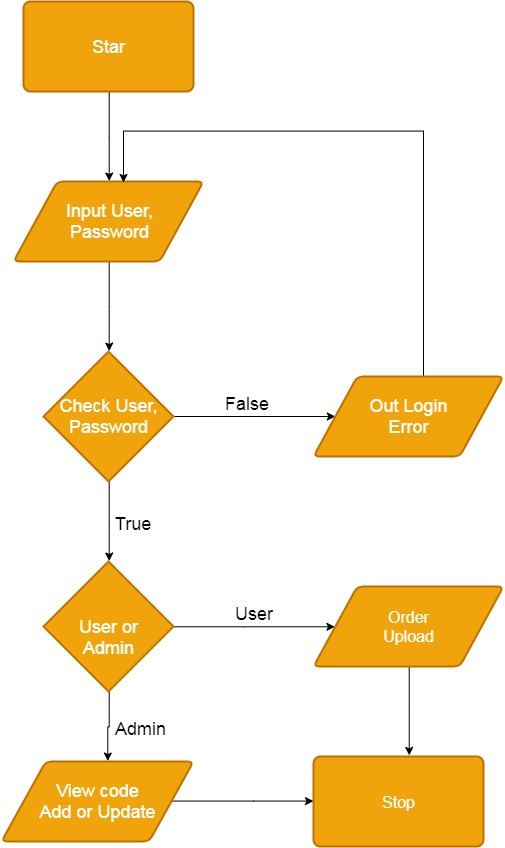 Star
Input User,
Password
Check User,
Password
False
Out Login
Error
True
User or
Admin
User
Order
Upload
Admin
View code
Add or Update
Stop